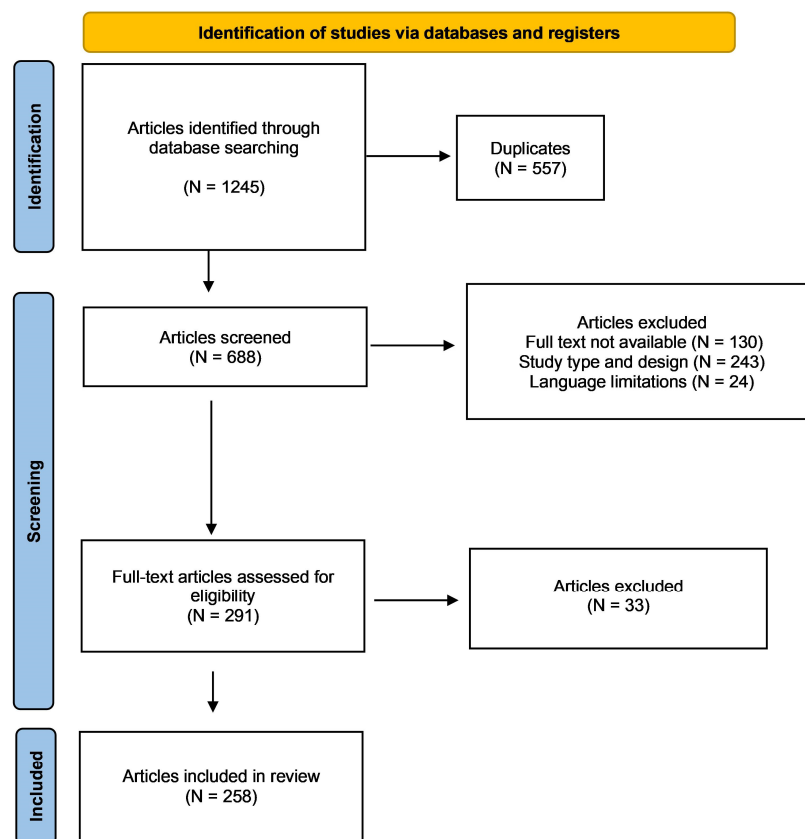 Identification of studies via databases and registers
Identification
Articles identified through
database searching
(N = 1245)
Duplicates
(N = 557)
Screening
Articles screened
(N = 688)
Articles excluded
Full text not available (N = 130)
Study type and design (N = 243)
Language limitations (N = 24)
Full-text articles assessed for
eligibility
(N = 291)
Articles excluded
(N = 33)
Included
Articles included in review
(N = 258)